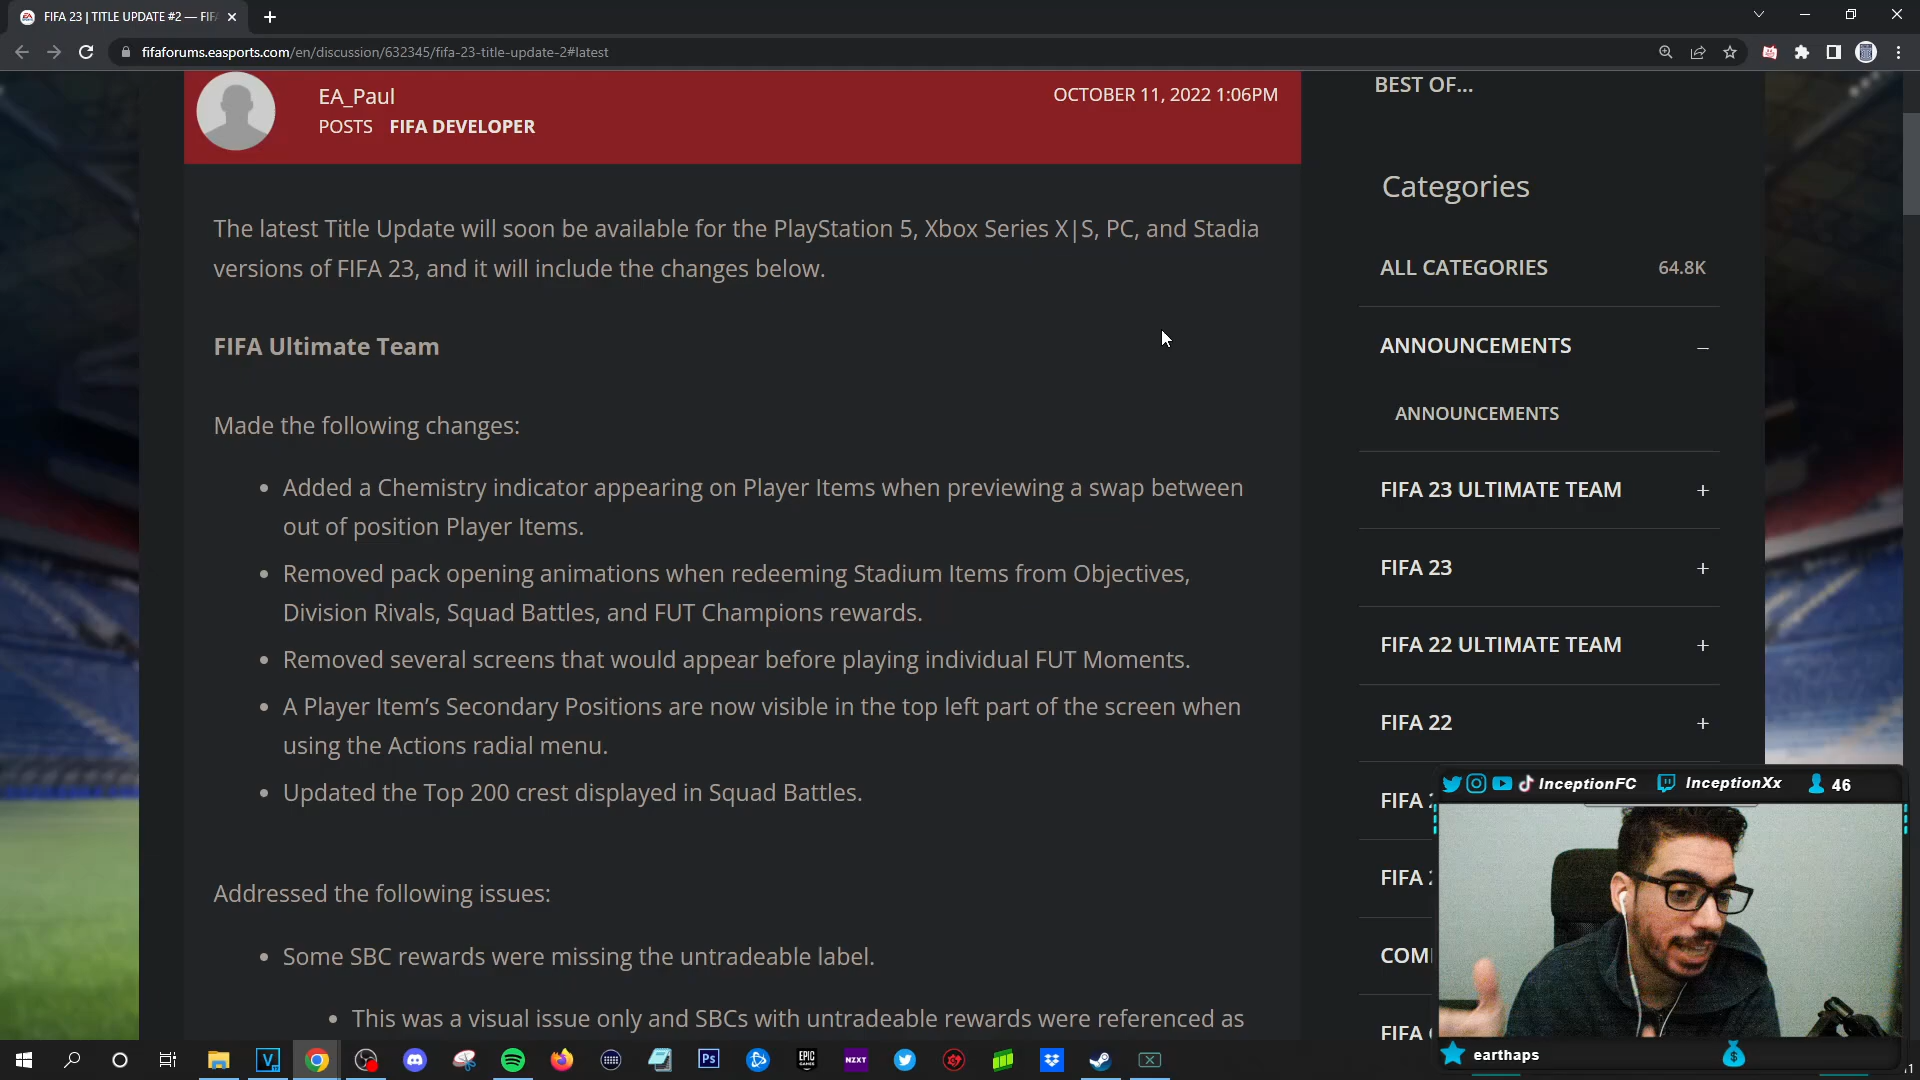 FIFA 23 | TITLE UPDATE #2 — FIF
fifaforums.easports.com/en/discussion/632345/fifa-23-title-update-2#latest
EA_Paul
POSTS FIFA DEVELOPER
OCTOBER 11, 2022 1:06PM
The latest Title Update will soon be available for the PlayStation 5, Xbox Series X|S, PC, and Stadia
versions of FIFA 23, and it will include the changes below.
FIFA Ultimate Team
Made the following changes:
• Added a Chemistry indicator appearing on Player Items when previewing a swap between
out of position Player Items.
• Removed pack opening animations when redeeming Stadium Items from Objectives,
Division Rivals, Squad Battles, and FUT Champions rewards.
• Removed several screens that would appear before playing individual FUT Moments.
• A Player Item’s Secondary Positions are now visible in the top left part of the screen when
using the Actions radial menu.
• Updated the Top 200 crest displayed in Squad Battles.
Addressed the following issues:
• Some SBC rewards were missing the untradeable label.
• This was a visual issue only and SBCs with untradeable rewards were referenced as
BEST OF...
Categories
ALL CATEGORIES 64.8K
ANNOUNCEMENTS –
ANNOUNCEMENTS
FIFA 23 ULTIMATE TEAM +
FIFA 23 +
FIFA 22 ULTIMATE TEAM +
FIFA 22 +
FIFA
FIFA
COM
FIFA
InceptionFC InceptionXx 46
earthaps
V
Ps
EPIC
GAMES
NZXT